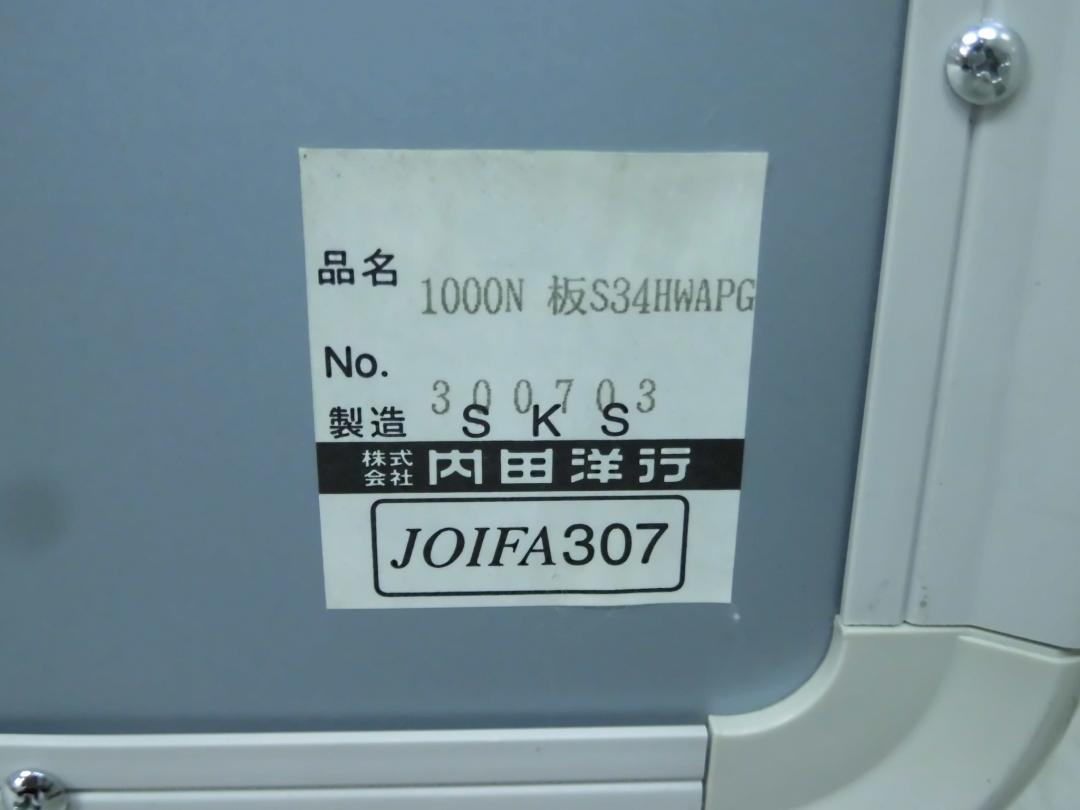 品名 1000N 板S34HWAPG
No. 300703
製造 SKS
株式会社 内田洋行
JOIFA307